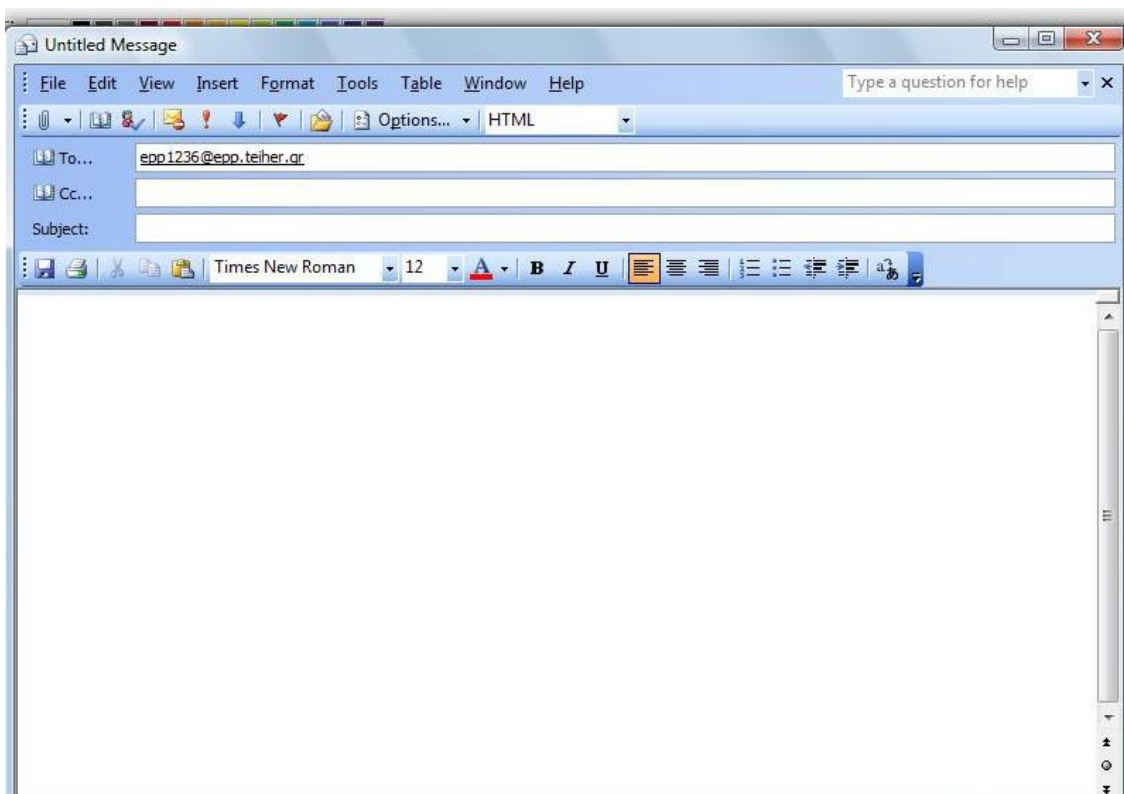 Untitled Message
File Edit View Insert Format Tools Table Window Help Type a question for help
Options... HTML
To... epp1236@epp.teiher.gr
Cc...
Subject:
Times New Roman 12 A B I U